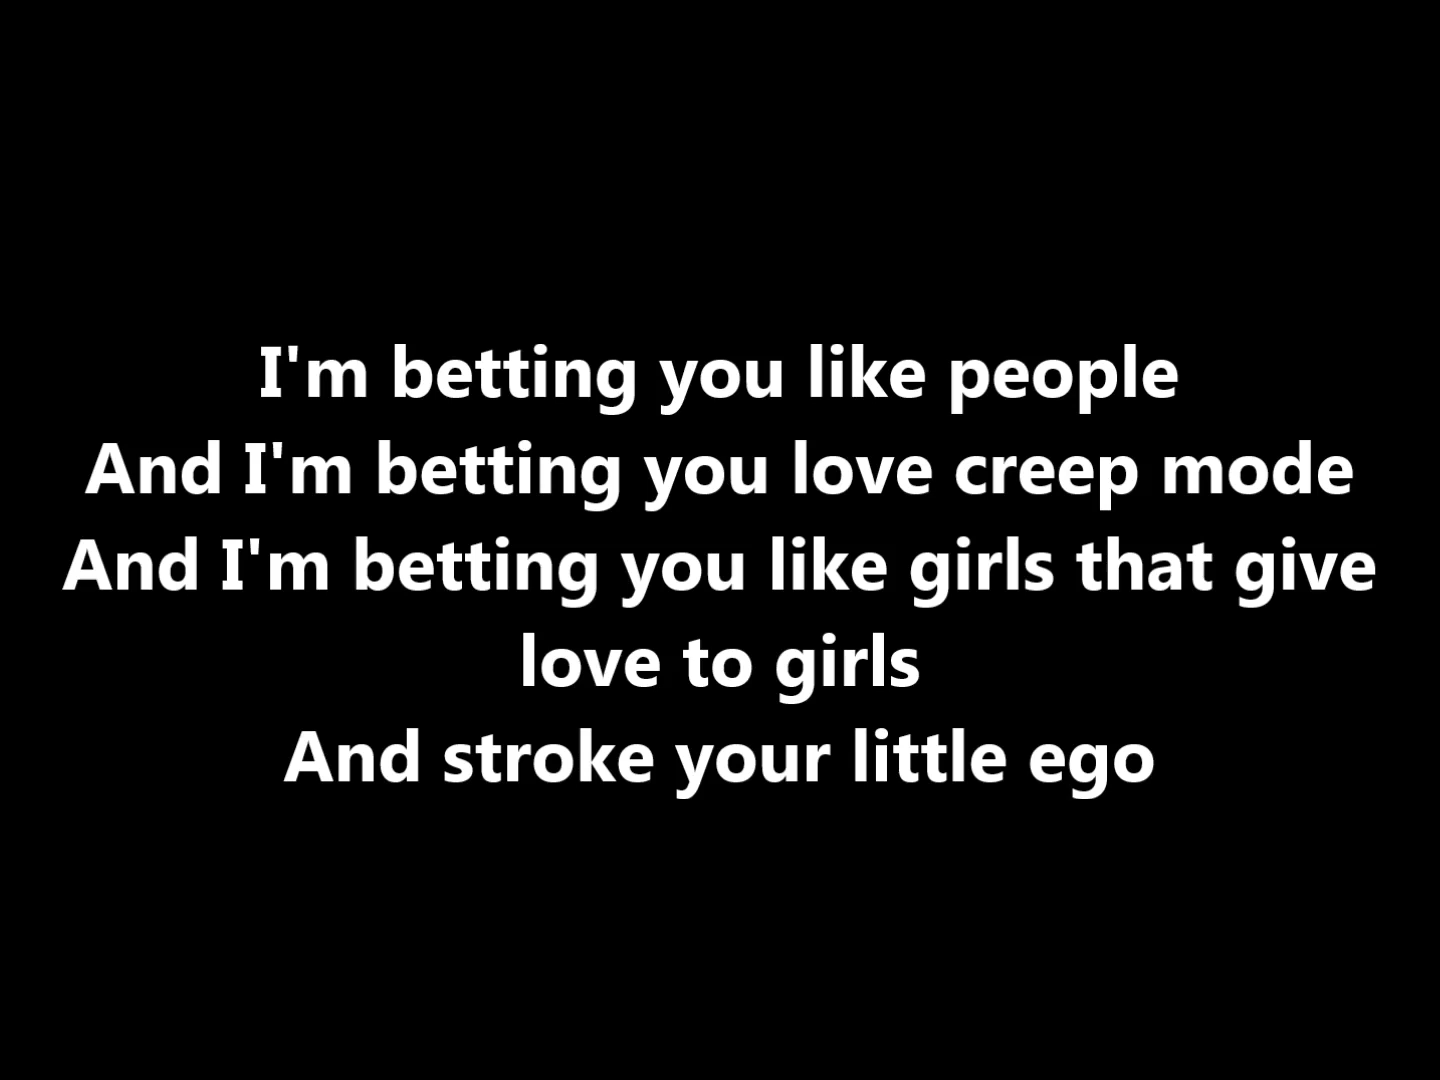 I'm betting you like people
And I'm betting you love creep mode
And I'm betting you like girls that give
love to girls
And stroke your little ego